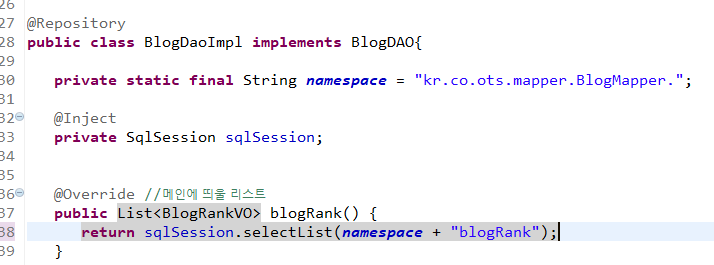 26
27 @Repository
28 public class BlogDaoImpl implements BlogDAO{
29
30 private static final String namespace = "kr.co.ots.mapper.BlogMapper.";
31
32 @Inject
33 private SqlSession sqlSession;
34
35
36 @Override //메인에 띄울 리스트
37 public List<BlogRankVO> blogRank() {
38 return sqlSession.selectList(namespace + "blogRank");
39 }